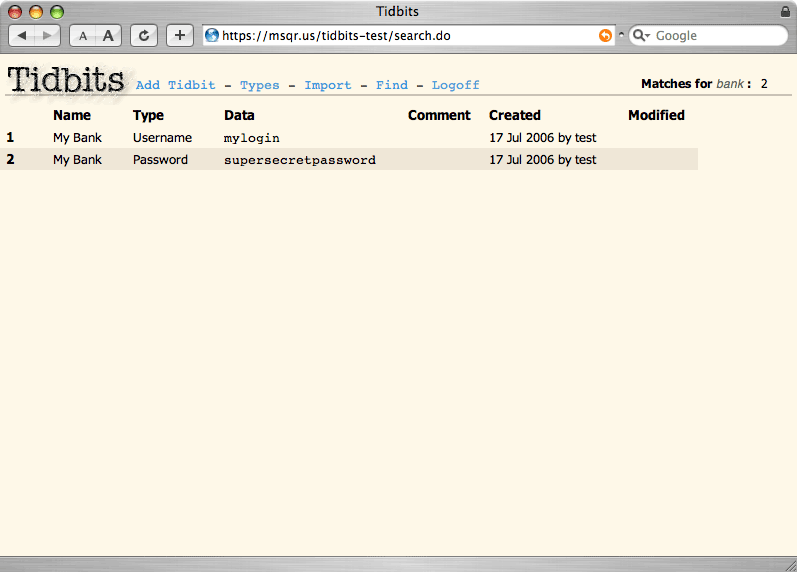 Tidbits
A A + https://msqr.us/tidbits-test/search.do Google
Tidbits Add Tidbit – Types – Import – Find – Logoff Matches for bank : 2
Name Type Data Comment Created Modified
1 My Bank Username mylogin 17 Jul 2006 by test
2 My Bank Password supersecretpassword 17 Jul 2006 by test